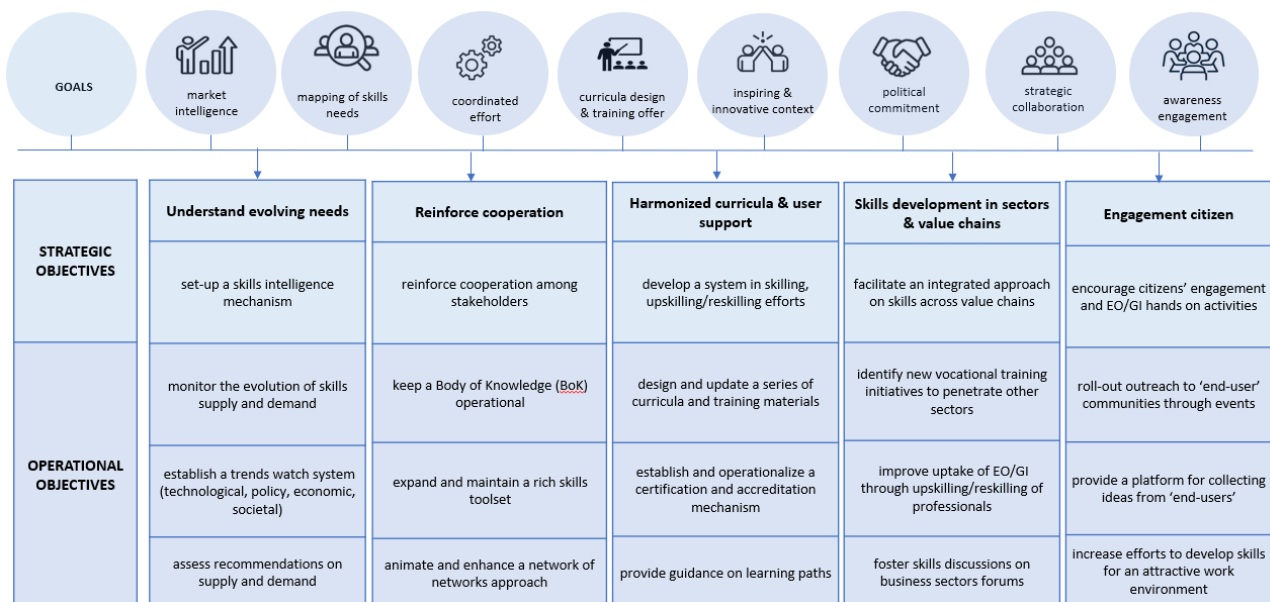 GOALS
market
intelligence
mapping of skills
needs
coordinated
effort
curricula design
& training offer
inspiring &
innovative context
political
commitment
strategic
collaboration
awareness
engagement
STRATEGIC
OBJECTIVES
Understand evolving needs
Reinforce cooperation
Harmonized curricula & user
support
Skills development in sectors
& value chains
Engagement citizen
set-up a skills intelligence
mechanism
reinforce cooperation among
stakeholders
develop a system in skilling,
upskilling/reskilling efforts
facilitate an integrated approach
on skills across value chains
encourage citizens’ engagement
and EO/GI hands on activities
OPERATIONAL
OBJECTIVES
monitor the evolution of skills
supply and demand
keep a Body of Knowledge (BoK)
operational
design and update a series of
curricula and training materials
identify new vocational training
initiatives to penetrate other
sectors
roll-out outreach to ‘end-user’
communities through events
establish a trends watch system
(technological, policy, economic,
societal)
expand and maintain a rich skills
toolset
establish and operationalize a
certification and accreditation
mechanism
improve uptake of EO/GI
through upskilling/reskilling of
professionals
provide a platform for collecting
ideas from ‘end-users’
assess recommendations on
supply and demand
animate and enhance a network of
networks approach
provide guidance on learning paths
foster skills discussions on
business sectors forums
increase efforts to develop skills
for an attractive work
environment